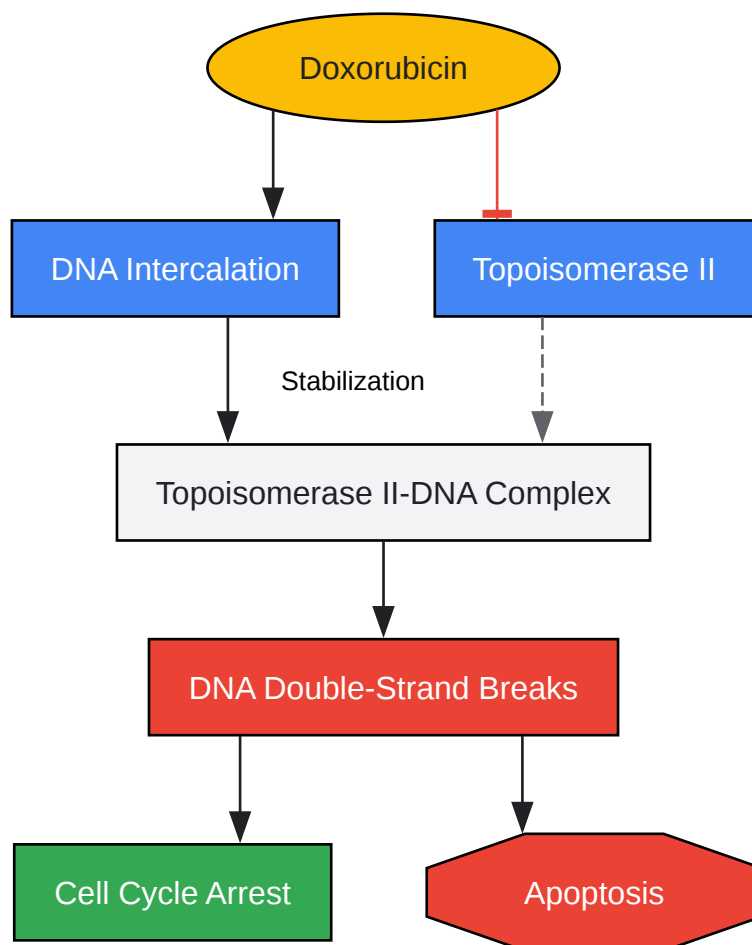 Doxorubicin
DNA Intercalation
Topoisomerase II
Stabilization
Topoisomerase II-DNA Complex
DNA Double-Strand Breaks
Cell Cycle Arrest
Apoptosis